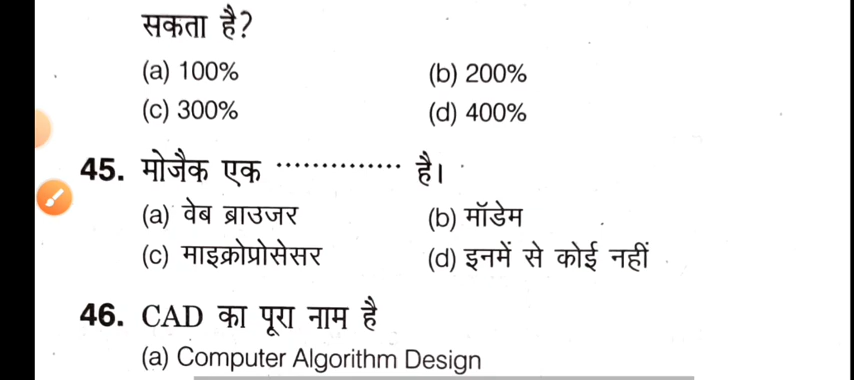 सकता है?
(a) 100% (b) 200%
(c) 300% (d) 400%
45. मोजैक एक ............... है।
(a) वेब ब्राउजर (b) मॉडेम
(c) माइक्रोप्रोसेसर (d) इनमें से कोई नहीं
46. CAD का पूरा नाम है
(a) Computer Algorithm Design